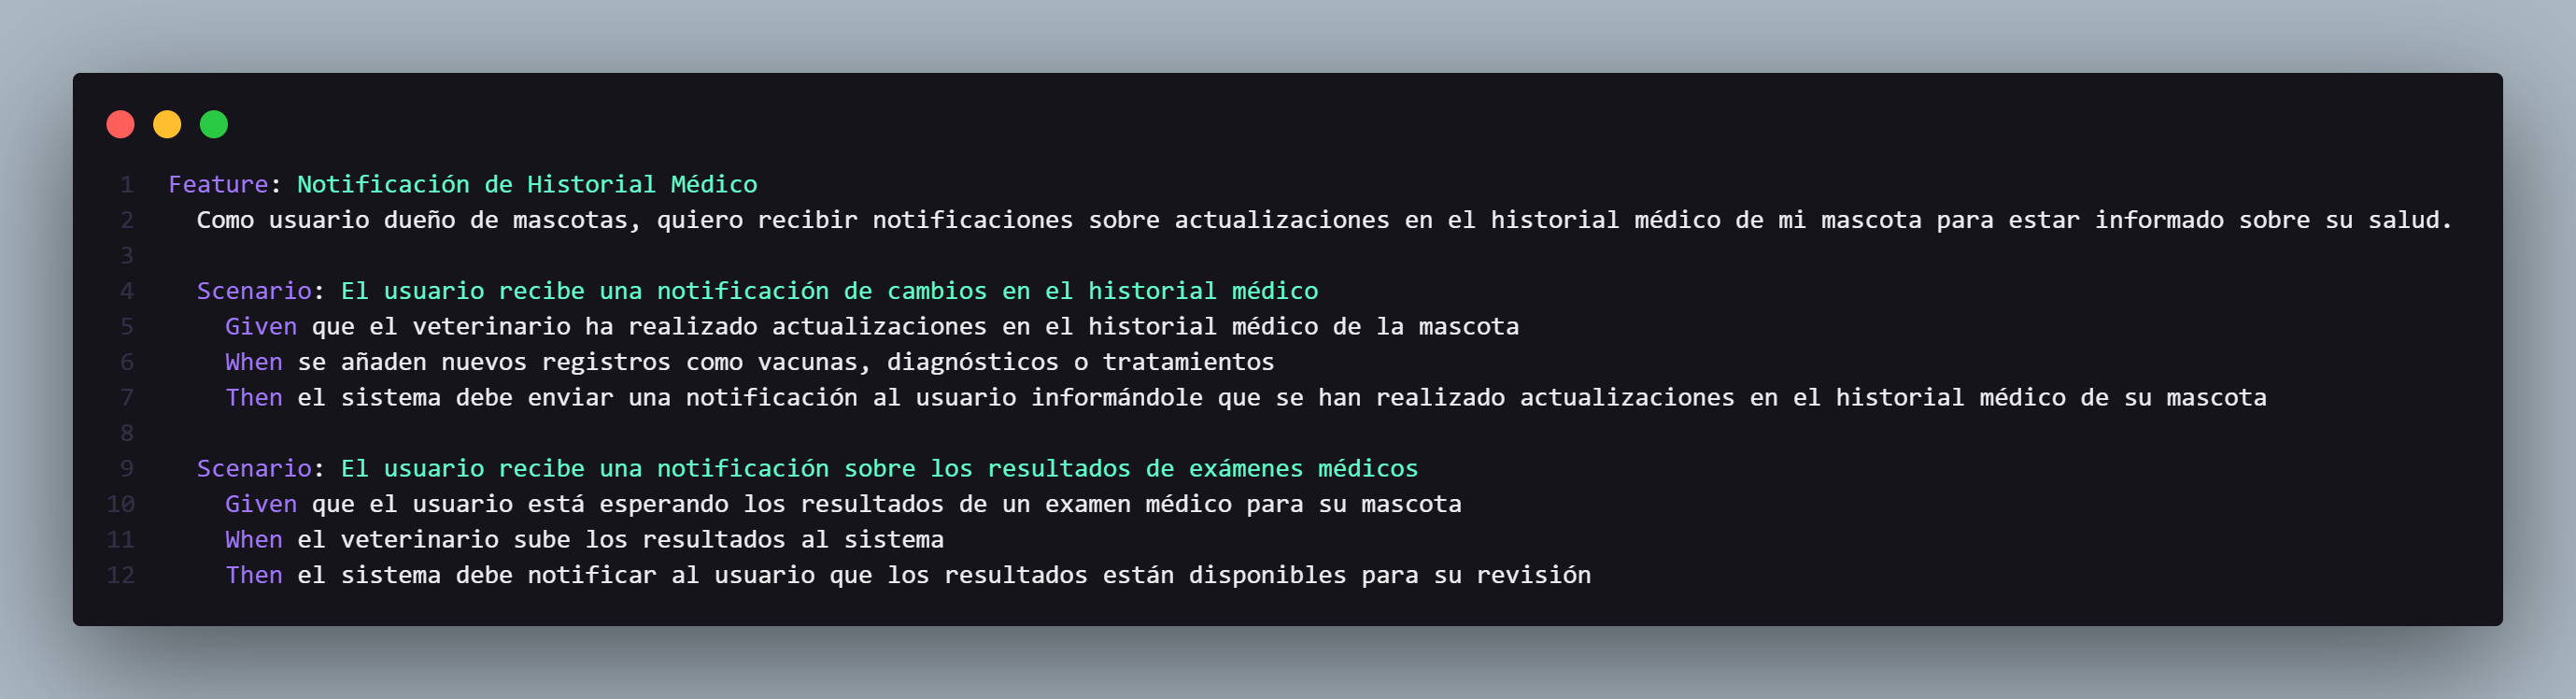 1 Feature: Notificación de Historial Médico
2 Como usuario dueño de mascotas, quiero recibir notificaciones sobre actualizaciones en el historial médico de mi mascota para estar informado sobre su salud.
3
4 Scenario: El usuario recibe una notificación de cambios en el historial médico
5 Given que el veterinario ha realizado actualizaciones en el historial médico de la mascota
6 When se añaden nuevos registros como vacunas, diagnósticos o tratamientos
7 Then el sistema debe enviar una notificación al usuario informándole que se han realizado actualizaciones en el historial médico de su mascota
8
9 Scenario: El usuario recibe una notificación sobre los resultados de exámenes médicos
10 Given que el usuario está esperando los resultados de un examen médico para su mascota
11 When el veterinario sube los resultados al sistema
12 Then el sistema debe notificar al usuario que los resultados están disponibles para su revisión